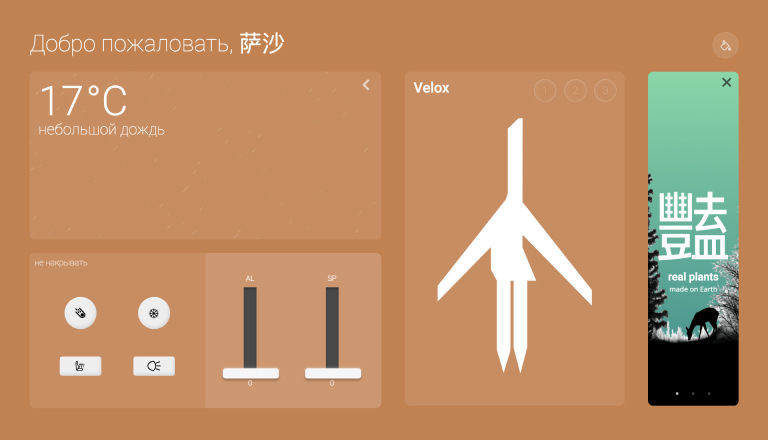 Добро пожаловать, 萨沙
17°C
небольшой дождь
не накрывать
AL
SP
0
0
Velox
1
2
3
豐去
豆皿
real plants
made on Earth